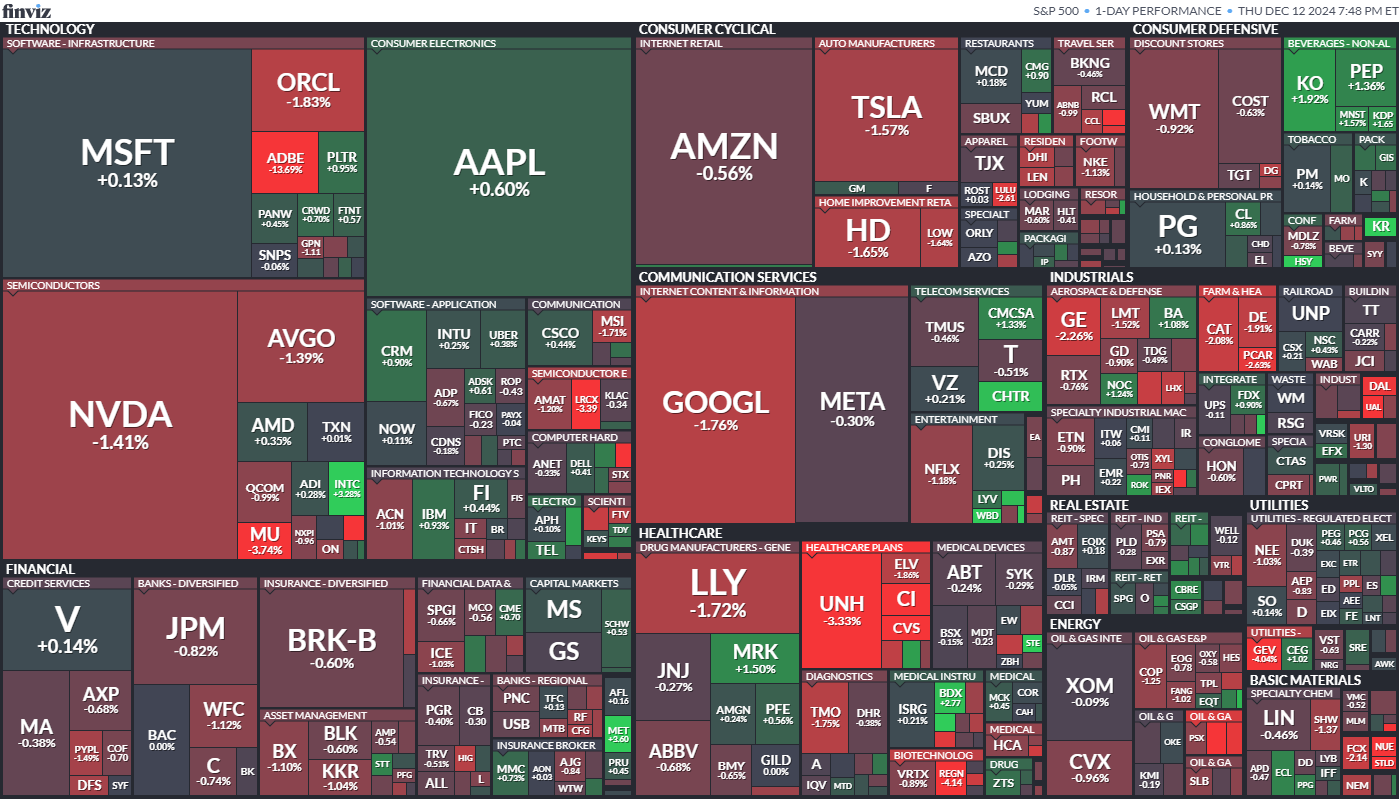 finviz
S&P 500 • 1-DAY PERFORMANCE • THU DEC 12 2024 7:48 PM ET
TECHNOLOGY
SOFTWARE - INFRASTRUCTURE
MSFT
+0.13%
ORCL
-1.83%
ADBE
-13.69%
PLTR
+0.95%
PANW
+0.45%
CRWD
+0.70%
FTNT
+0.57
SNPS
-0.06%
GPN
-1.11
CONSUMER ELECTRONICS
AAPL
+0.60%
SEMICONDUCTORS
NVDA
-1.41%
AVGO
-1.39%
AMD
+0.35%
TXN
+0.01%
QCOM
-0.99%
ADI
+0.28%
INTC
+3.28%
MU
-3.74%
NXPI
-0.96
ON
SOFTWARE - APPLICATION
CRM
+0.90%
INTU
+0.25%
UBER
+0.38%
NOW
+0.11%
ADP
-0.67%
ADSK
+0.61
ROP
-0.43
FICO
-0.23
PAYX
-0.04
CDNS
-0.18%
PTC
COMMUNICATION
CSCO
+0.44%
MSI
-1.71%
SEMICONDUCTOR E
AMAT
-1.20%
LRCX
-3.39
KLAC
-0.34
COMPUTER HARD
ANET
-0.33%
DELL
+0.41
STX
INFORMATION TECHNOLOGY S
ACN
-1.01%
IBM
+0.93%
FI
+0.44%
FIS
IT
BR
CTSH
ELECTRO
APH
+0.10%
TEL
SCIENTI
FTV
TDY
KEYS
CONSUMER CYCLICAL
INTERNET RETAIL
AMZN
-0.56%
AUTO MANUFACTURERS
TSLA
-1.57%
GM
F
HOME IMPROVEMENT RETA
HD
-1.65%
LOW
-1.64%
RESTAURANTS
MCD
+0.18%
CMG
+0.90
SBUX
YUM
TRAVEL SER
BKNG
-0.46%
ABNB
-0.99
RCL
CCL
APPAREL
TJX
ROST
+0.03
LULU
-2.61
RESIDEN
DHI
LEN
FOOTW
NKE
-1.13%
LODGING
MAR
-0.60%
HLT
-0.41
RESOR
SPECIALT
ORLY
AZO
PACKAGI
IP
CONSUMER DEFENSIVE
DISCOUNT STORES
WMT
-0.92%
COST
-0.63%
TGT
DG
BEVERAGES - NON-AL
KO
+1.92%
PEP
+1.36%
MNST
+1.57%
KDP
+1.65
TOBACCO
PM
+0.14%
MO
PACK
GIS
K
HOUSEHOLD & PERSONAL PR
PG
+0.13%
CL
+0.86%
CHD
EL
CONF
MDLZ
-0.78%
HSY
FARM
BEVE
KR
SYY
COMMUNICATION SERVICES
INTERNET CONTENT & INFORMATION
GOOGL
-1.76%
META
-0.30%
TELECOM SERVICES
TMUS
-0.46%
CMCSA
+1.33%
T
-0.51%
VZ
+0.21%
CHTR
ENTERTAINMENT
NFLX
-1.18%
DIS
+0.25%
LYV
WBD
EA
INDUSTRIALS
AEROSPACE & DEFENSE
GE
-2.26%
LMT
-1.52%
BA
+1.08%
RTX
-0.76%
GD
-0.90%
TDG
-0.49%
NOC
+1.24%
LHX
FARM & HEA
CAT
-2.08%
DE
-1.91%
PCAR
-2.63%
RAILROAD
UNP
CSX
+0.21
NSC
+0.43%
WAB
BUILDIN
TT
CARR
-0.22%
JCI
SPECIALTY INDUSTRIAL MAC
ETN
-0.90%
ITW
+0.06
CMI
+0.11
IR
PH
EMR
+0.22
OTIS
-0.73
XYL
ROK
PNR
IEX
INTEGRATE
UPS
-0.11
FDX
+0.90%
WASTE
WM
RSG
INDUST
DAL
UAL
CONGLOME
HON
-0.60%
SPECIA
CTAS
CPRT
VRSK
EFX
URI
-1.30
PWR
VLTO
HEALTHCARE
DRUG MANUFACTURERS - GENE
LLY
-1.72%
JNJ
-0.27%
MRK
+1.50%
ABBV
-0.68%
AMGN
+0.24%
PFE
+0.56%
BMY
-0.65%
GILD
0.00%
HEALTHCARE PLANS
UNH
-3.33%
ELV
-1.86%
CI
CVS
MEDICAL DEVICES
ABT
-0.24%
SYK
-0.29%
BSX
-0.15%
MDT
-0.23
EW
STE
ZBH
DIAGNOSTICS
TMO
-1.75%
DHR
-0.38%
A
IQV
MTD
MEDICAL INSTRU
ISRG
+0.21%
BDX
+2.77
MEDICAL
MCK
+0.45
COR
CAH
BIOTECHNOLOG
VRTX
-0.89%
REGN
-4.14
MEDICAL
HCA
DRUG
ZTS
FINANCIAL
CREDIT SERVICES
V
+0.14%
MA
-0.38%
AXP
-0.68%
PYPL
-1.49%
COF
-0.70
DFS
SYF
BANKS - DIVERSIFIED
JPM
-0.82%
BAC
0.00%
WFC
-1.12%
C
-0.74%
BK
INSURANCE - DIVERSIFIED
BRK-B
-0.60%
ASSET MANAGEMENT
BX
-1.10%
BLK
-0.60%
KKR
-1.04%
AMP
-0.54
STT
PFG
FINANCIAL DATA &
SPGI
-0.66%
MCO
-0.56
CME
+0.70
ICE
-1.03%
CAPITAL MARKETS
MS
GS
SCHW
+0.53
INSURANCE -
PGR
-0.40%
CB
-0.30
TRV
-0.51%
HIG
ALL
L
BANKS - REGIONAL
PNC
TFC
+0.13
USB
MTB
RF
CFG
AFL
+0.16
MET
+3.60
PRU
+0.45
INSURANCE BROKER
MMC
+0.73%
AON
+0.03
AJG
-0.84
WTW
REAL ESTATE
REIT - SPEC
AMT
-0.87
EQIX
+0.18
DLR
-0.05%
IRM
CCI
REIT - IND
PLD
-0.28
PSA
-0.79
EXR
REIT -
WELL
-0.12
VTR
REIT - RET
SPG
O
CBRE
CSGP
UTILITIES
UTILITIES - REGULATED ELECT
NEE
-1.03%
DUK
-0.39
PEG
+0.46
PCG
+0.56
XEL
SO
+0.14%
AEP
-0.83
EXC
ETR
ED
PPL
ES
D
EIX
AEE
FE
LNT
UTILITIES -
GEV
-4.04%
CEG
+1.02
VST
-0.63
NRG
SRE
AWK
ENERGY
OIL & GAS INTE
XOM
-0.09%
CVX
-0.96%
OIL & GAS E&P
COP
-1.25
EOG
-0.78
OXY
-0.58
HES
FANG
-1.02
TPL
EQT
OIL & G
OKE
KMI
-0.19
OIL & GA
PSX
OIL & GA
SLB
BASIC MATERIALS
SPECIALTY CHEM
LIN
-0.46%
SHW
-1.37
APD
-0.47
ECL
DD
LYB
PPG
IFF
VMC
-0.52
MLM
FCX
-2.14
NUE
STLD
NEM